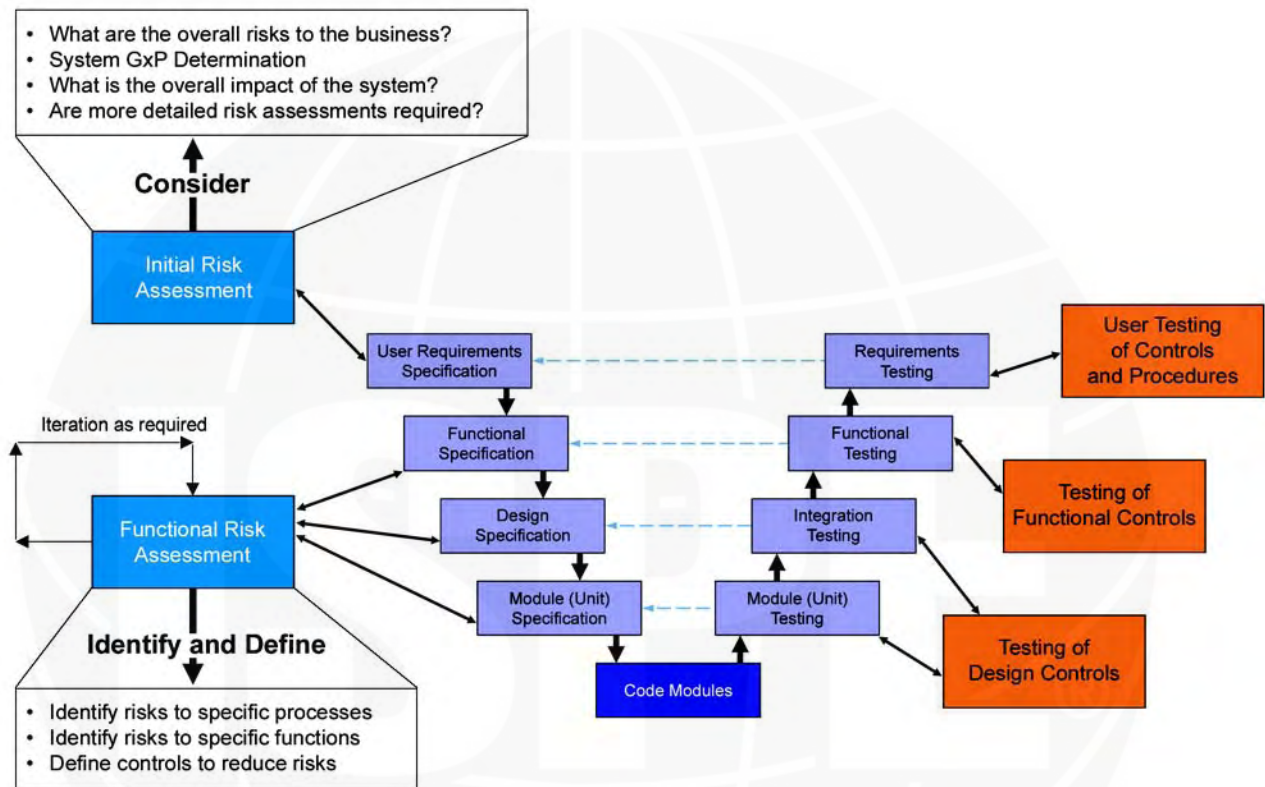 • What are the overall risks to the business?
• System GxP Determination
• What is the overall impact of the system?
• Are more detailed risk assessments required?
Consider
Initial Risk
Assessment
User Requirements
Specification
Requirements
Testing
User Testing
of Controls
and Procedures
Iteration as required
Functional
Specification
Functional
Testing
Testing of
Functional Controls
Functional Risk
Assessment
Design
Specification
Integration
Testing
Module (Unit)
Specification
Module (Unit)
Testing
Testing of
Design Controls
Identify and Define
Code Modules
• Identify risks to specific processes
• Identify risks to specific functions
• Define controls to reduce risks
ISPE